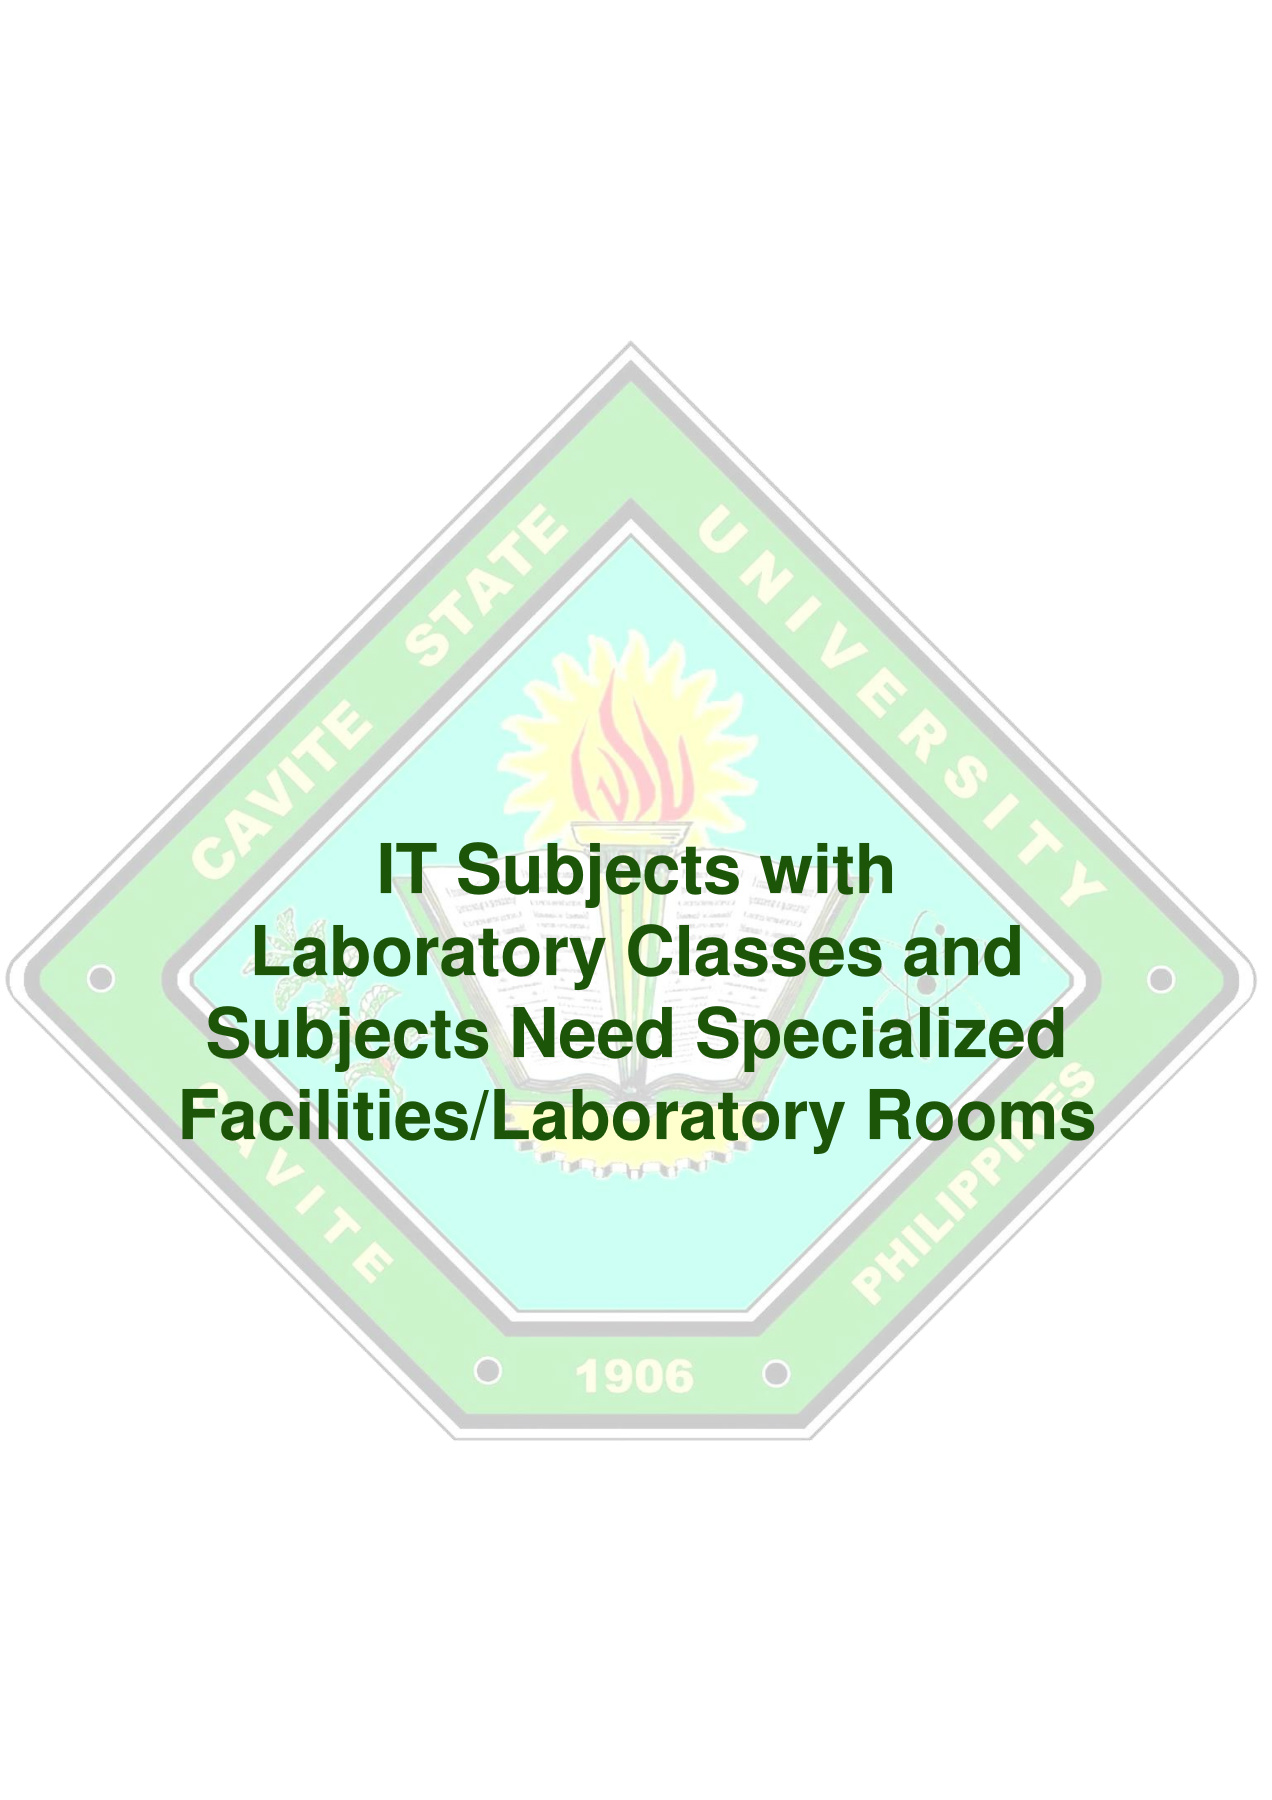 CAVITE STATE UNIVERSITY
IT Subjects with
Laboratory Classes and
Subjects Need Specialized
Facilities/Laboratory Rooms
CAVITE
PHILIPPINES
1906